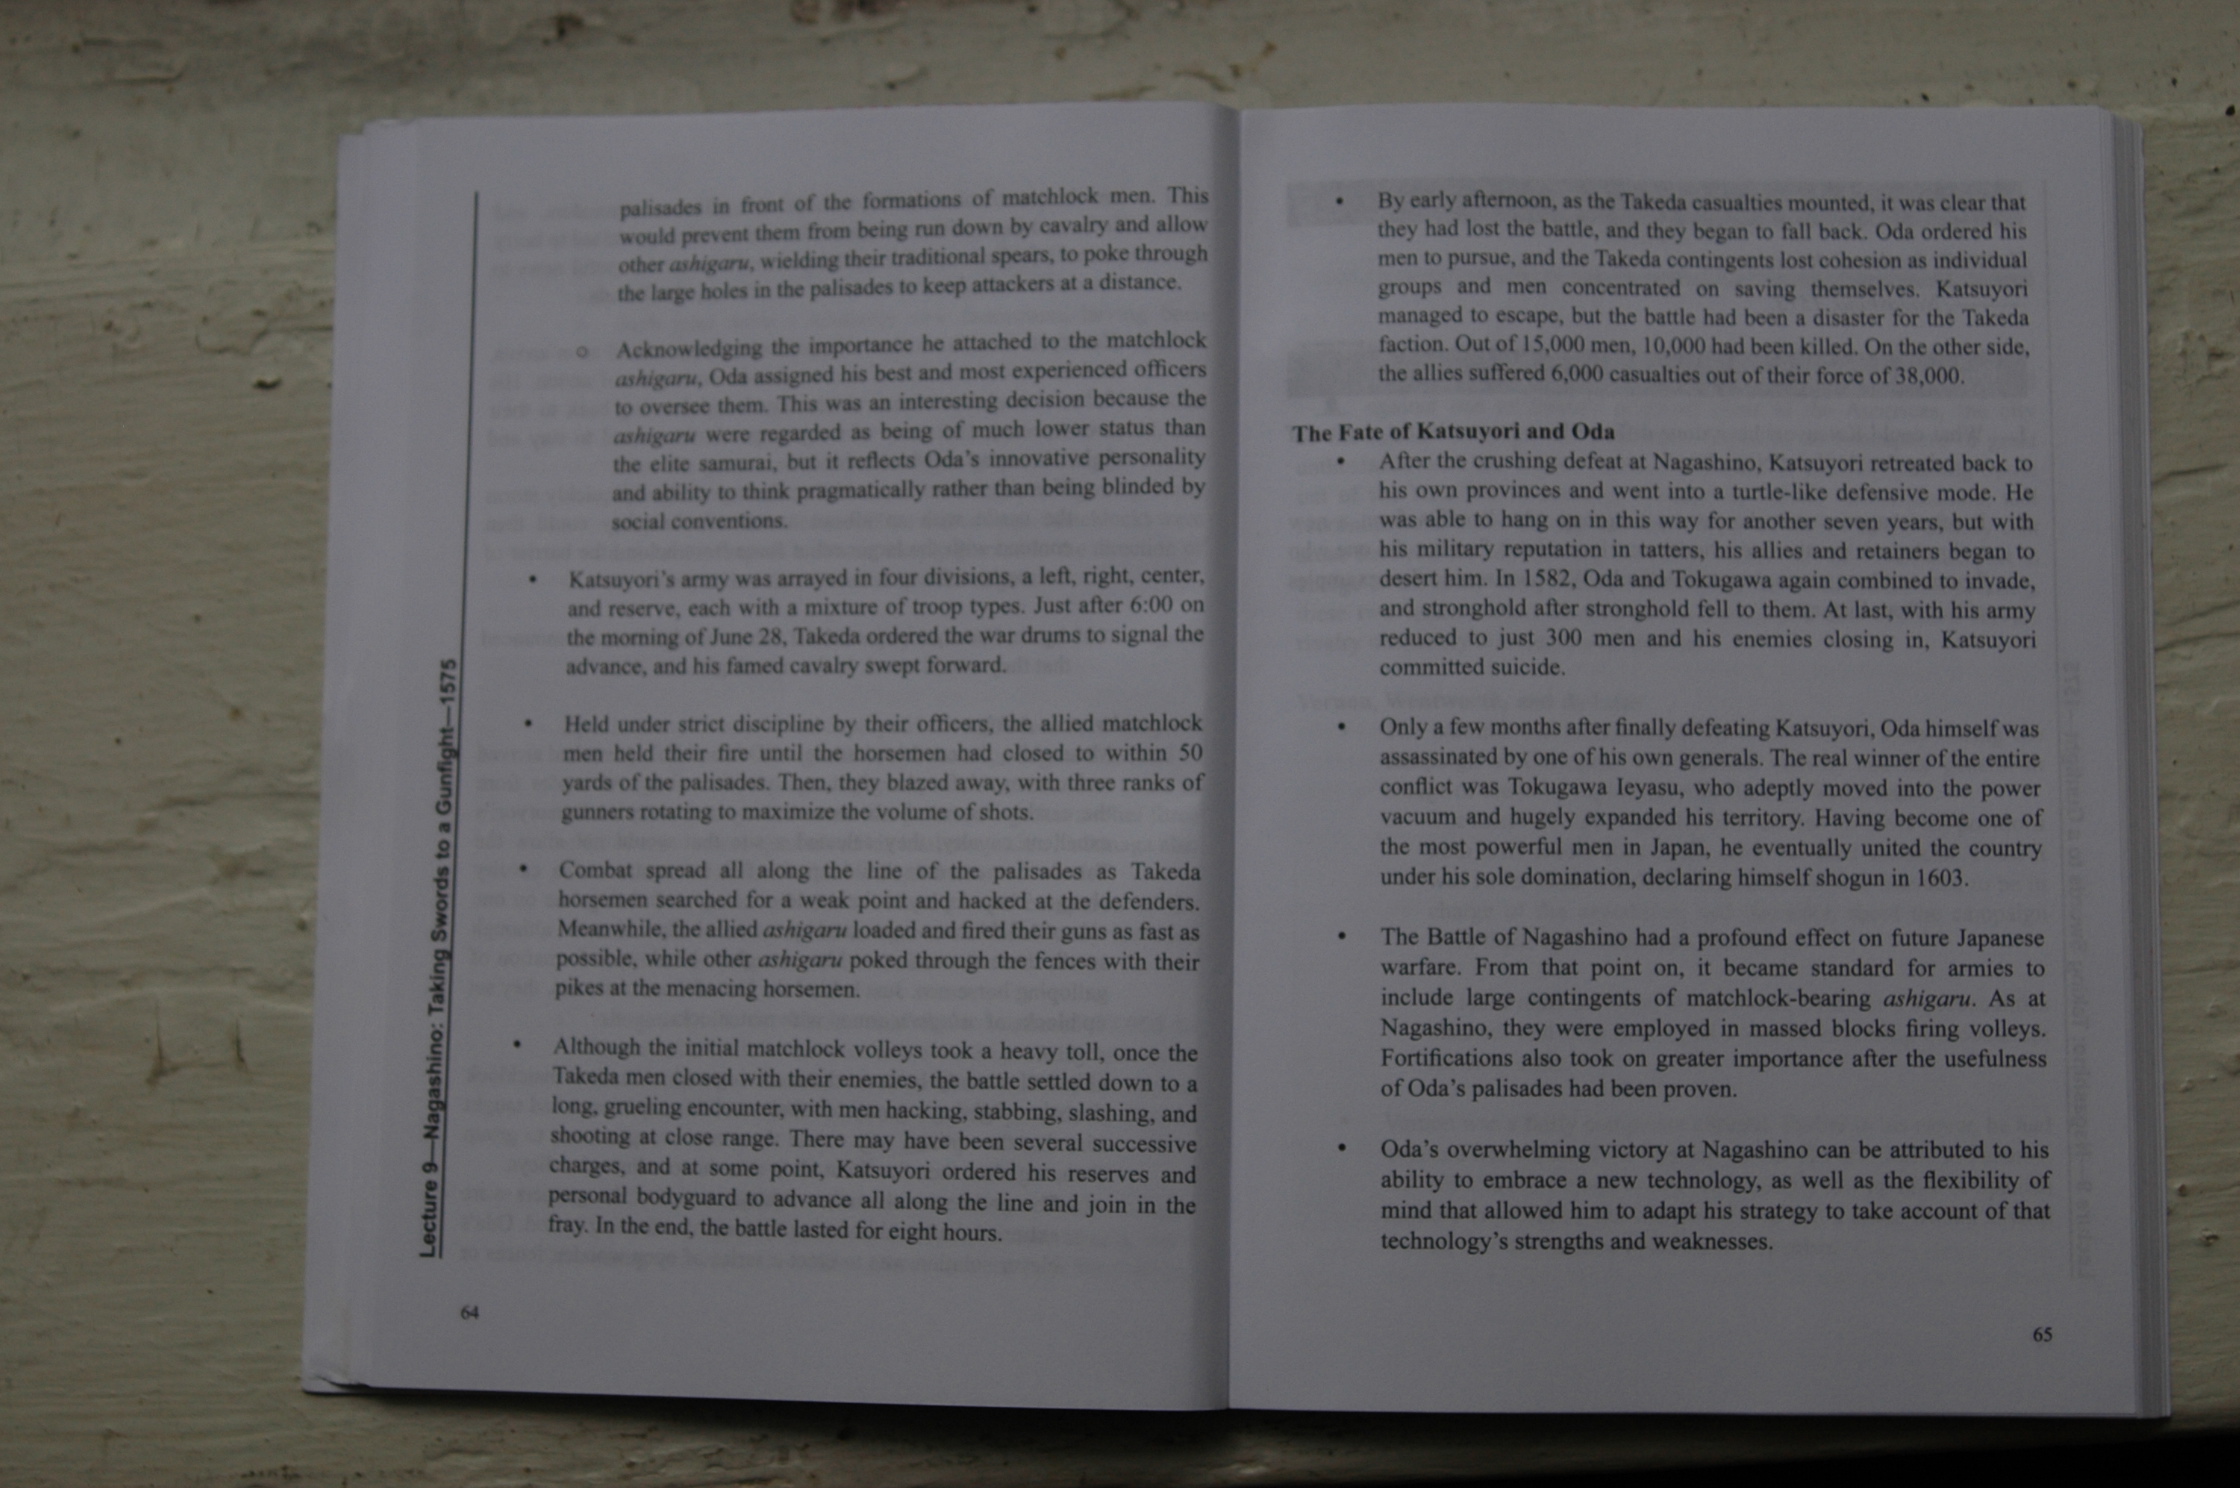 Lecture 9—Nagashino: Taking Swords to a Gunfight—1575
palisades in front of the formations of matchlock men. This
would prevent them from being run down by cavalry and allow
other ashigaru, wielding their traditional spears, to poke through
the large holes in the palisades to keep attackers at a distance.
○ Acknowledging the importance he attached to the matchlock
ashigaru, Oda assigned his best and most experienced officers
to oversee them. This was an interesting decision because the
ashigaru were regarded as being of much lower status than
the elite samurai, but it reflects Oda's innovative personality
and ability to think pragmatically rather than being blinded by
social conventions.
• Katsuyori's army was arrayed in four divisions, a left, right, center,
and reserve, each with a mixture of troop types. Just after 6:00 on
the morning of June 28, Takeda ordered the war drums to signal the
advance, and his famed cavalry swept forward.
• Held under strict discipline by their officers, the allied matchlock
men held their fire until the horsemen had closed to within 50
yards of the palisades. Then, they blazed away, with three ranks of
gunners rotating to maximize the volume of shots.
• Combat spread all along the line of the palisades as Takeda
horsemen searched for a weak point and hacked at the defenders.
Meanwhile, the allied ashigaru loaded and fired their guns as fast as
possible, while other ashigaru poked through the fences with their
pikes at the menacing horsemen.
• Although the initial matchlock volleys took a heavy toll, once the
Takeda men closed with their enemies, the battle settled down to a
long, grueling encounter, with men hacking, stabbing, slashing, and
shooting at close range. There may have been several successive
charges, and at some point, Katsuyori ordered his reserves and
personal bodyguard to advance all along the line and join in the
fray. In the end, the battle lasted for eight hours.
64
• By early afternoon, as the Takeda casualties mounted, it was clear that
they had lost the battle, and they began to fall back. Oda ordered his
men to pursue, and the Takeda contingents lost cohesion as individual
groups and men concentrated on saving themselves. Katsuyori
managed to escape, but the battle had been a disaster for the Takeda
faction. Out of 15,000 men, 10,000 had been killed. On the other side,
the allies suffered 6,000 casualties out of their force of 38,000.
The Fate of Katsuyori and Oda
• After the crushing defeat at Nagashino, Katsuyori retreated back to
his own provinces and went into a turtle-like defensive mode. He
was able to hang on in this way for another seven years, but with
his military reputation in tatters, his allies and retainers began to
desert him. In 1582, Oda and Tokugawa again combined to invade,
and stronghold after stronghold fell to them. At last, with his army
reduced to just 300 men and his enemies closing in, Katsuyori
committed suicide.
• Only a few months after finally defeating Katsuyori, Oda himself was
assassinated by one of his own generals. The real winner of the entire
conflict was Tokugawa Ieyasu, who adeptly moved into the power
vacuum and hugely expanded his territory. Having become one of
the most powerful men in Japan, he eventually united the country
under his sole domination, declaring himself shogun in 1603.
• The Battle of Nagashino had a profound effect on future Japanese
warfare. From that point on, it became standard for armies to
include large contingents of matchlock-bearing ashigaru. As at
Nagashino, they were employed in massed blocks firing volleys.
Fortifications also took on greater importance after the usefulness
of Oda's palisades had been proven.
• Oda's overwhelming victory at Nagashino can be attributed to his
ability to embrace a new technology, as well as the flexibility of
mind that allowed him to adapt his strategy to take account of that
technology's strengths and weaknesses.
65